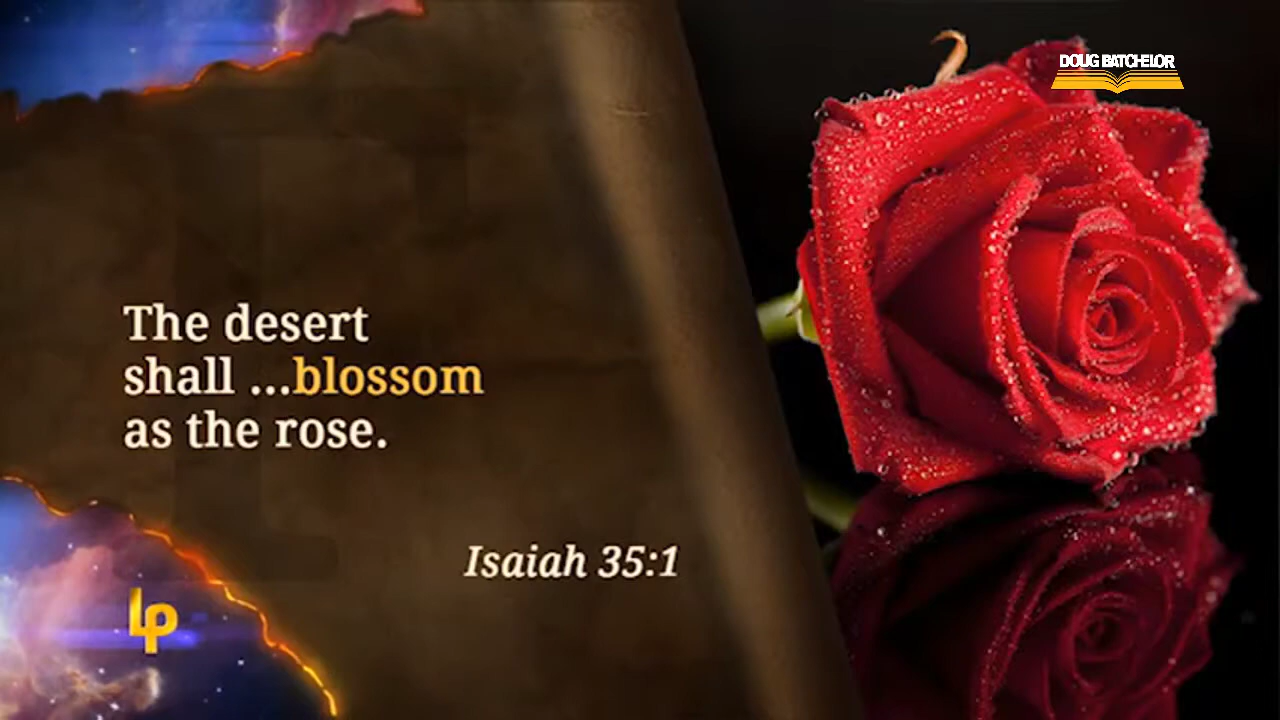 DOUG BATCHELOR
The desert
shall ...blossom
as the rose.
Isaiah 35:1
Lp